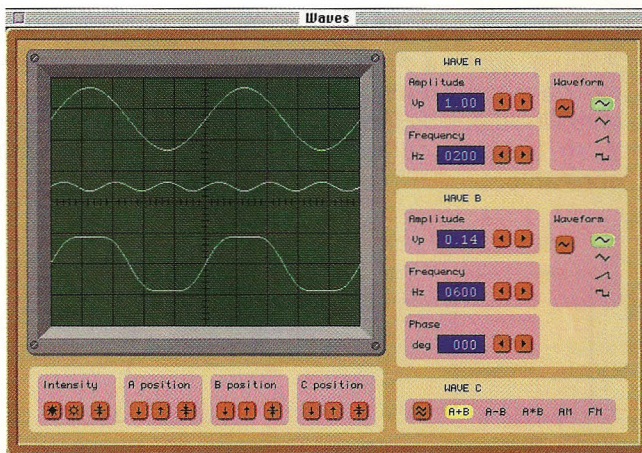 Waves
WAVE A
Amplitude
Vp 1.00
Frequency
Hz 0200
Waveform
WAVE B
Amplitude
Vp 0.14
Frequency
Hz 0600
Phase
deg 000
Waveform
Intensity
A position
B position
C position
WAVE C
A+B A-B A*B AM FM